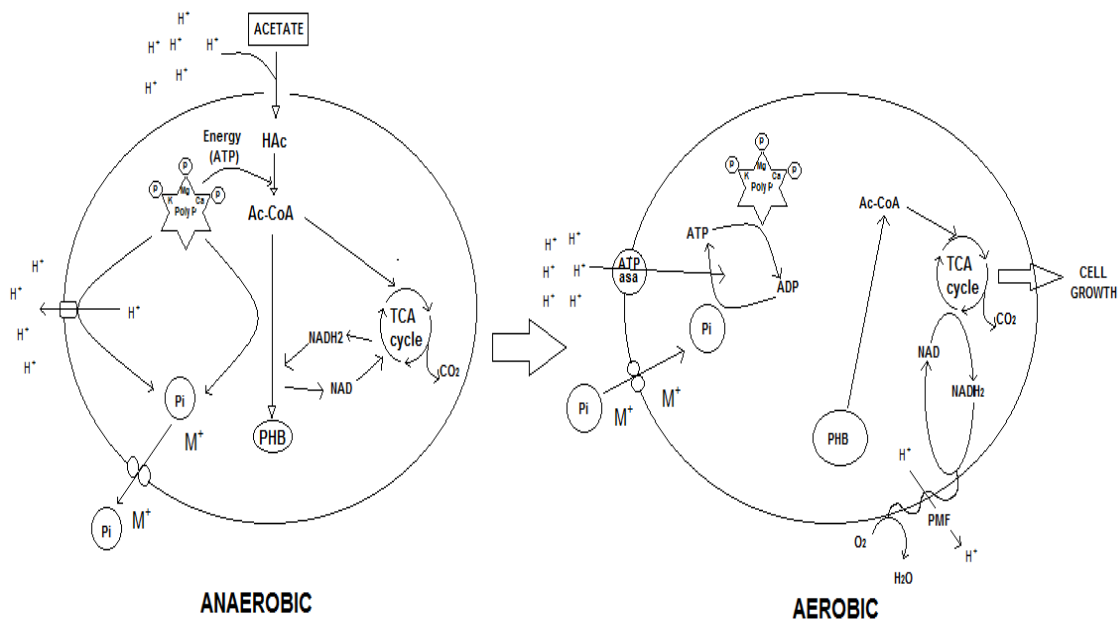 ACETATE
H⁺
H⁺
H⁺
H⁺
H⁺
H⁺
H⁺
HAc
Energy
(ATP)
P
P
P
K
Mg
Ca
Poly P
Ac-CoA
H⁺
H⁺
H⁺
H⁺
H⁺
H⁺
TCA
cycle
NADH2
NAD
CO₂
Pi
M⁺
PHB
Pi
M⁺
ANAEROBIC
P
P
P
K
Mg
Ca
Poly P
Ac-CoA
ATP
ADP
H⁺
H⁺
H⁺
H⁺
H⁺
H⁺
ATP
asa
TCA
cycle
CELL
GROWTH
CO₂
Pi
Pi
M⁺
M⁺
NAD
NADH₂
PHB
H⁺
PMF
H⁺
O₂
H₂O
AEROBIC